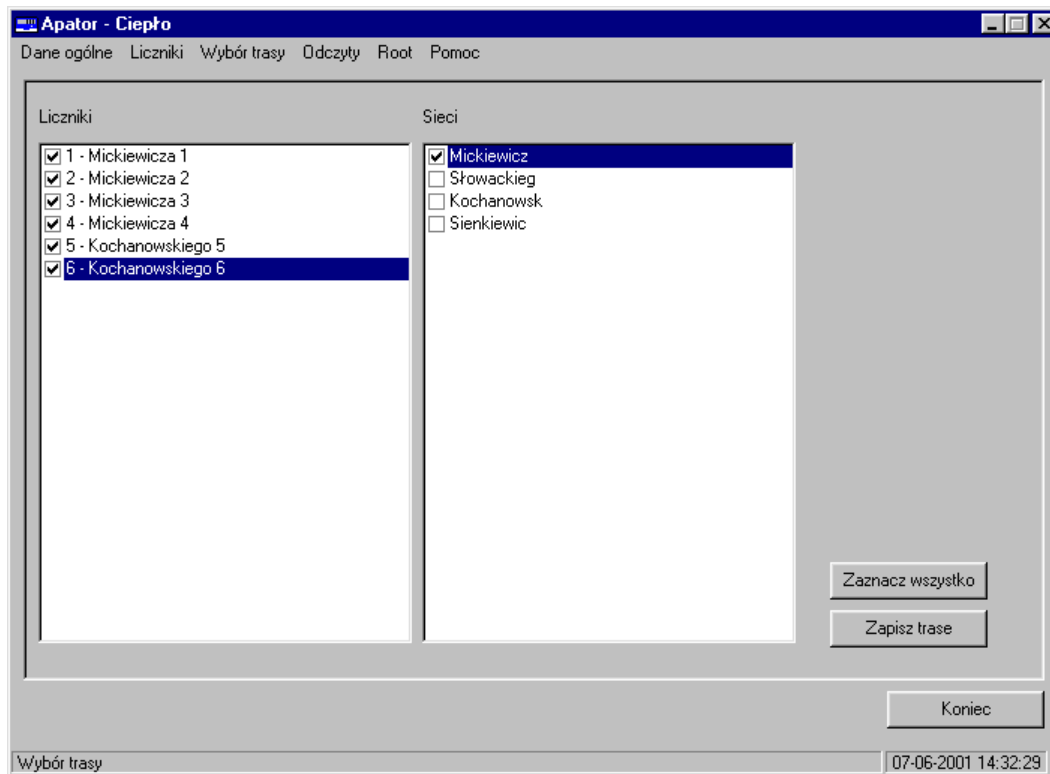 Apator - Ciepło
Dane ogólne Liczniki Wybór trasy Odczyty Root Pomoc
Liczniki
1 - Mickiewicza 1
2 - Mickiewicza 2
3 - Mickiewicza 3
4 - Mickiewicza 4
5 - Kochanowskiego 5
6 - Kochanowskiego 6
Sieci
Mickiewicz
Słowackieg
Kochanowsk
Sienkiewic
Zaznacz wszystko
Zapisz trase
Koniec
Wybór trasy
07-06-2001 14:32:29